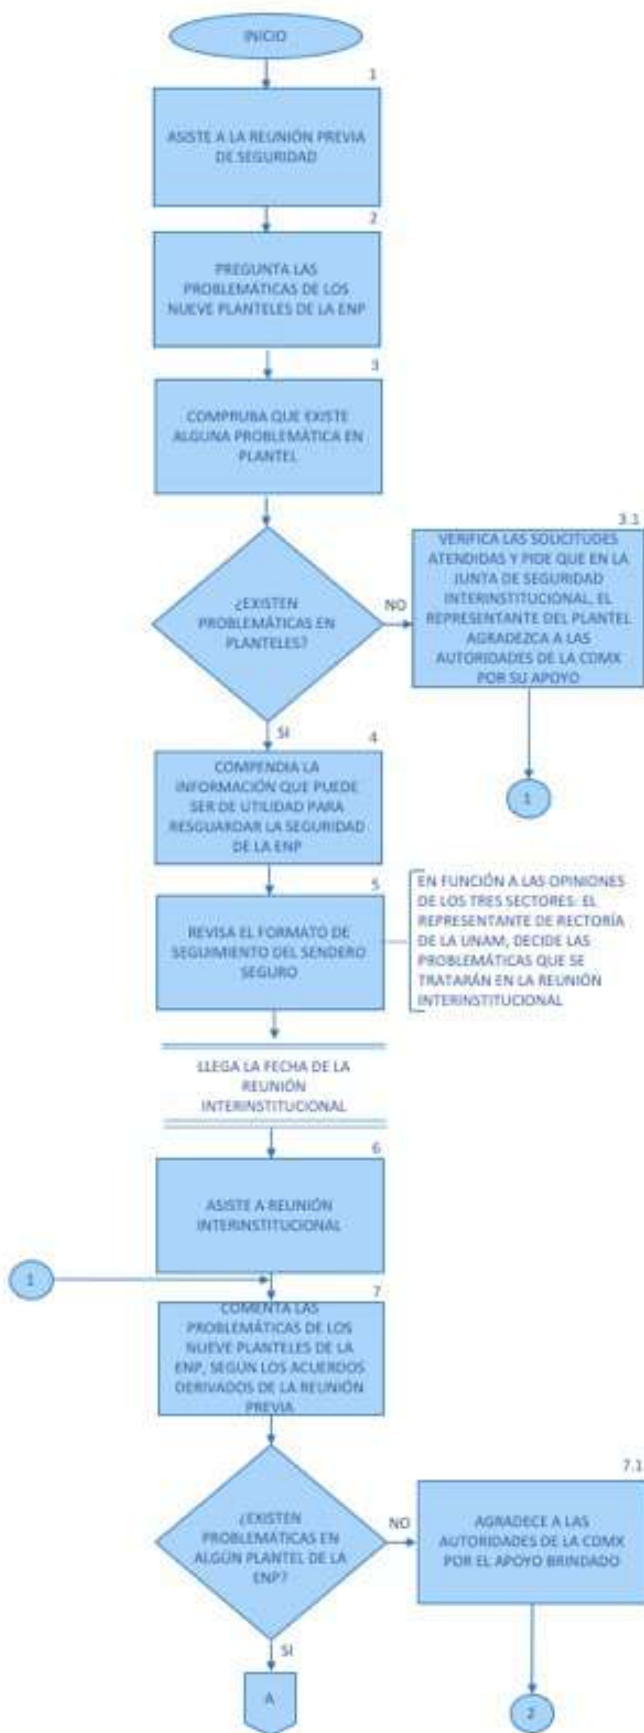 INICIO
1
ASISTE A LA REUNIÓN PREVIA
DE SEGURIDAD
2
PREGUNTA LAS
PROBLEMÁTICAS DE LOS
NUEVE PLANTELES DE LA ENP
3
COMPRUBA QUE EXISTE
ALGUNA PROBLEMÁTICA EN
PLANTEL
¿EXISTEN
PROBLEMÁTICAS EN
PLANTELES?
NO
3.1
VERIFICA LAS SOLICITUDES
ATENDIDAS Y PIDE QUE EN LA
JUNTA DE SEGURIDAD
INTERINSTITUCIONAL, EL
REPRESENTANTE DEL PLANTEL
AGRADEZCA A LAS
AUTORIDADES DE LA CDMX
POR SU APOYO
1
SI
4
COMPENDIA LA
INFORMACIÓN QUE PUEDE
SER DE UTILIDAD PARA
RESGUARDAR LA SEGURIDAD
DE LA ENP
5
REVISA EL FORMATO DE
SEGUIMIENTO DEL SENDERO
SEGURO
EN FUNCIÓN A LAS OPINIONES
DE LOS TRES SECTORES: EL
REPRESENTANTE DE RECTORÍA
DE LA UNAM, DECIDE LAS
PROBLEMÁTICAS QUE SE
TRATARÁN EN LA REUNIÓN
INTERINSTITUCIONAL
LLEGA LA FECHA DE LA
REUNIÓN
INTERINSTITUCIONAL
6
ASISTE A REUNIÓN
INTERINSTITUCIONAL
1
7
COMENTA LAS
PROBLEMÁTICAS DE LOS
NUEVE PLANTELES DE LA
ENP, SEGÚN LOS ACUERDOS
DERIVADOS DE LA REUNIÓN
PREVIA
¿EXISTEN
PROBLEMÁTICAS EN
ALGÚN PLANTEL DE LA
ENP?
NO
7.1
AGRADECE A LAS
AUTORIDADES DE LA CDMX
POR EL APOYO BRINDADO
SI
A
2